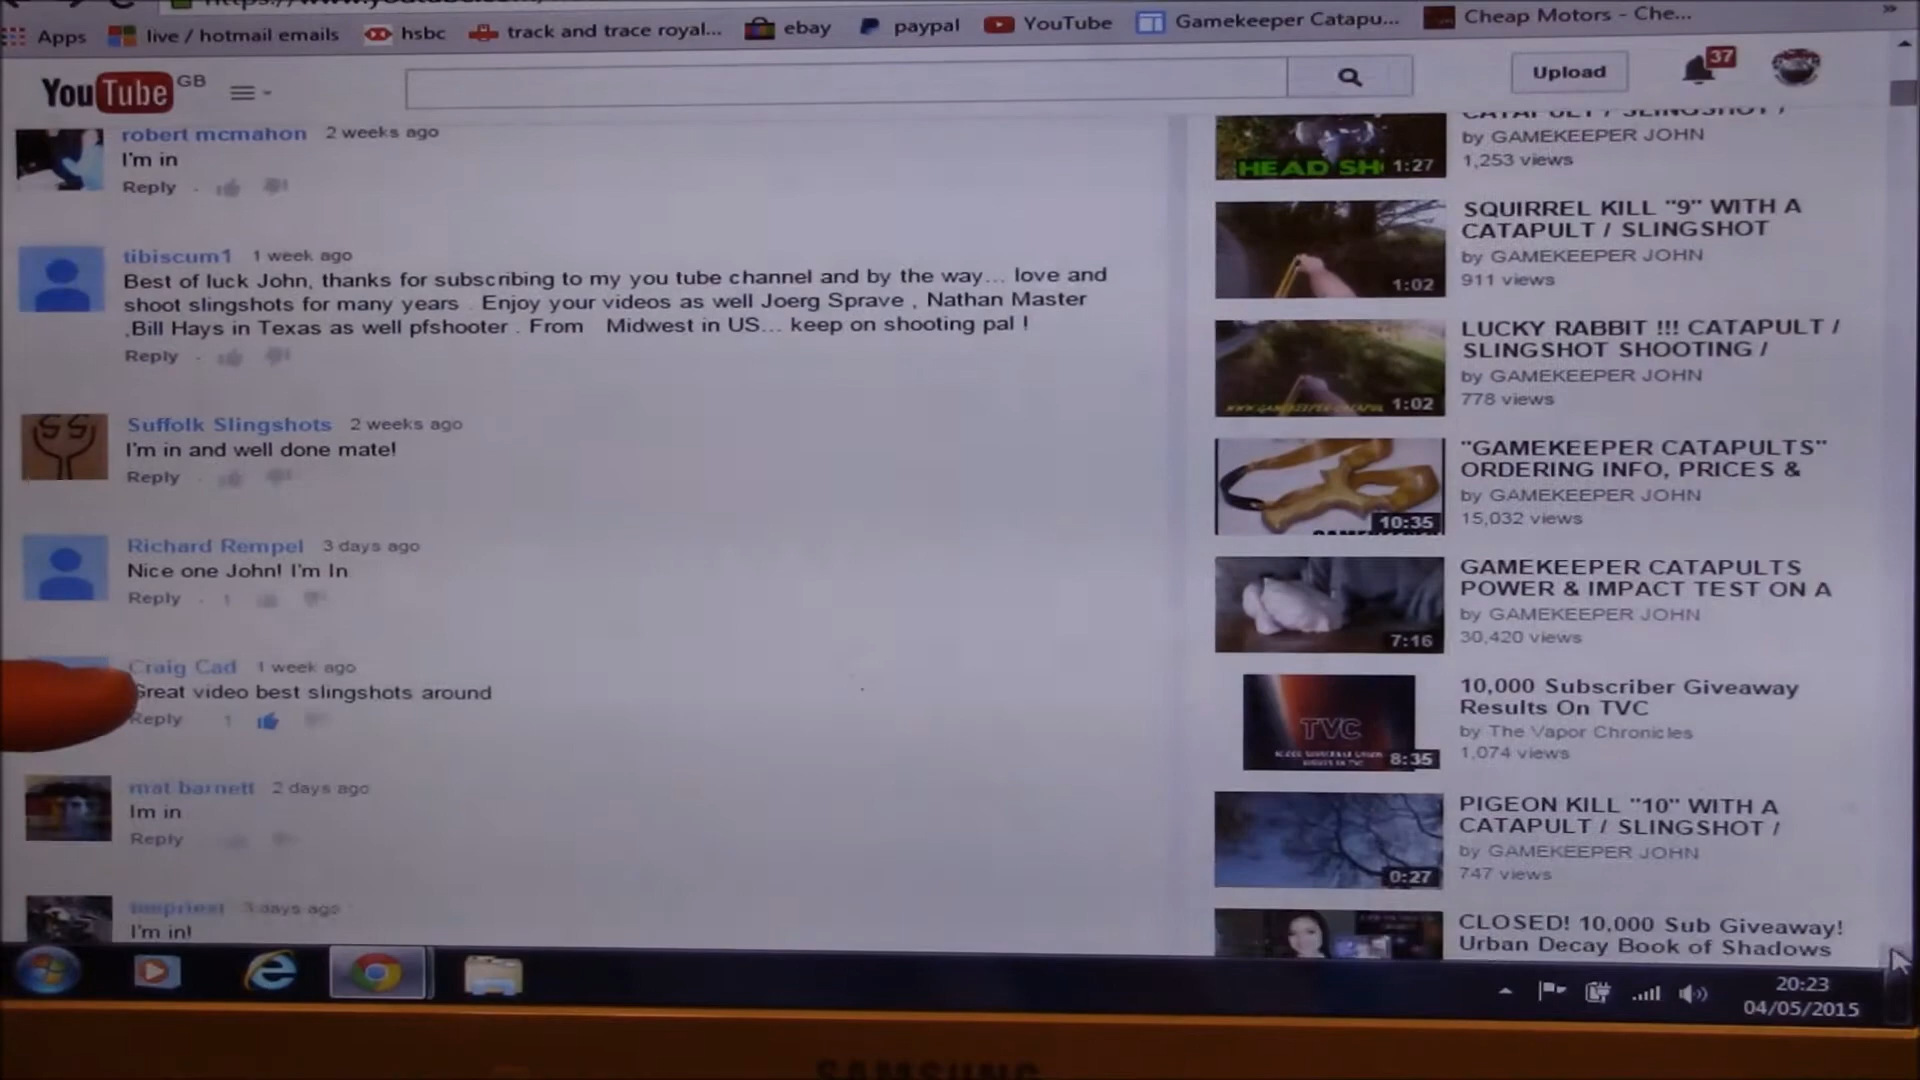 Apps
live / hotmail emails
hsbc
track and trace royal...
ebay
paypal
YouTube
Gamekeeper Catapu...
Cheap Motors - Che...
YouTube GB
Upload
37
robert mcmahon 2 weeks ago
I'm in
Reply
tibiscum1 1 week ago
Best of luck John, thanks for subscribing to my you tube channel and by the way... love and
shoot slingshots for many years . Enjoy your videos as well Joerg Sprave , Nathan Master
,Bill Hays in Texas as well pfshooter . From Midwest in US... keep on shooting pal !
Reply
Suffolk Slingshots 2 weeks ago
I'm in and well done mate!
Reply
Richard Rempel 3 days ago
Nice one John! I'm In
Reply 1
Craig Cad 1 week ago
Great video best slingshots around
Reply 1
mat barnett 2 days ago
Im in
Reply
3 days ago
I'm in!
CATAPULT / SLINGSHOT /
by GAMEKEEPER JOHN
1,253 views
HEAD SH
1:27
SQUIRREL KILL "9" WITH A
CATAPULT / SLINGSHOT
by GAMEKEEPER JOHN
911 views
1:02
LUCKY RABBIT !!! CATAPULT /
SLINGSHOT SHOOTING /
by GAMEKEEPER JOHN
778 views
1:02
"GAMEKEEPER CATAPULTS"
ORDERING INFO, PRICES &
by GAMEKEEPER JOHN
15,032 views
10:35
GAMEKEEPER CATAPULTS
POWER & IMPACT TEST ON A
by GAMEKEEPER JOHN
30,420 views
7:16
10,000 Subscriber Giveaway
Results On TVC
by The Vapor Chronicles
1,074 views
TVC
8:35
PIGEON KILL "10" WITH A
CATAPULT / SLINGSHOT /
by GAMEKEEPER JOHN
747 views
0:27
CLOSED! 10,000 Sub Giveaway!
Urban Decay Book of Shadows
20:23
04/05/2015
SAMSUNG